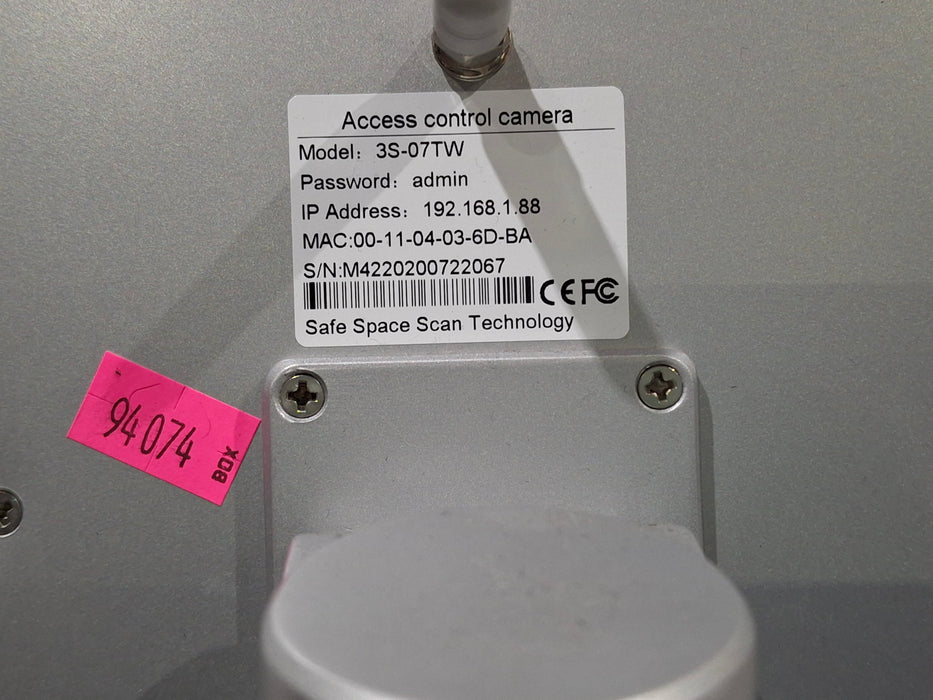 Access control camera
Model: 3S-07TW
Password: admin
IP Address: 192.168.1.88
MAC:00-11-04-03-6D-BA
S/N:M4220200722067
CE FC
Safe Space Scan Technology
94074
BOX